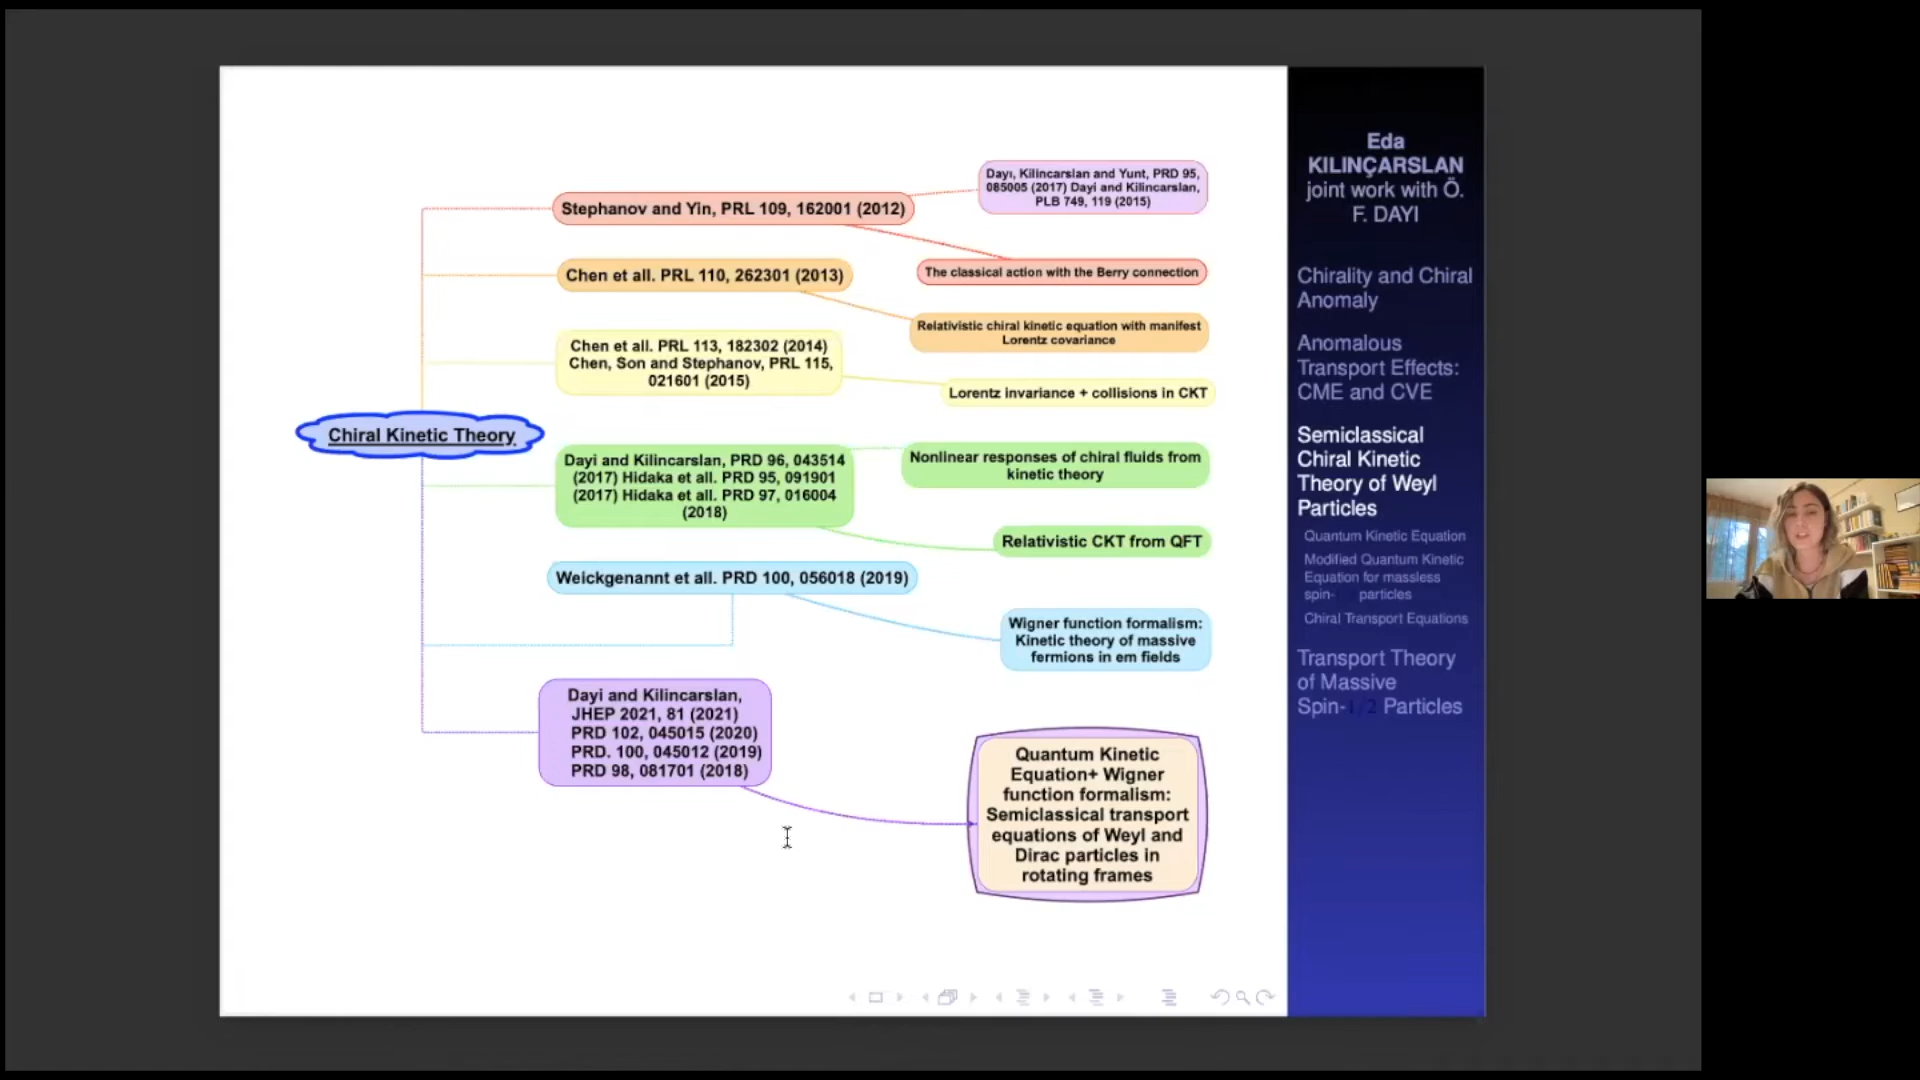 Chiral Kinetic Theory
Stephanov and Yin, PRL 109, 162001 (2012)
Dayı, Kilincarslan and Yunt, PRD 95,
085005 (2017) Dayi and Kilincarslan,
PLB 749, 119 (2015)
The classical action with the Berry connection
Chen et all. PRL 110, 262301 (2013)
Relativistic chiral kinetic equation with manifest
Lorentz covariance
Chen et all. PRL 113, 182302 (2014)
Chen, Son and Stephanov, PRL 115,
021601 (2015)
Lorentz invariance + collisions in CKT
Dayi and Kilincarslan, PRD 96, 043514
(2017) Hidaka et all. PRD 95, 091901
(2017) Hidaka et all. PRD 97, 016004
(2018)
Nonlinear responses of chiral fluids from
kinetic theory
Relativistic CKT from QFT
Weickgenannt et all. PRD 100, 056018 (2019)
Wigner function formalism:
Kinetic theory of massive
fermions in em fields
Dayi and Kilincarslan,
JHEP 2021, 81 (2021)
PRD 102, 045015 (2020)
PRD. 100, 045012 (2019)
PRD 98, 081701 (2018)
Quantum Kinetic
Equation+ Wigner
function formalism:
Semiclassical transport
equations of Weyl and
Dirac particles in
rotating frames
Eda
KILINÇARSLAN
joint work with Ö.
F. DAYI
Chirality and Chiral
Anomaly
Anomalous
Transport Effects:
CME and CVE
Semiclassical
Chiral Kinetic
Theory of Weyl
Particles
Quantum Kinetic Equation
Modified Quantum Kinetic
Equation for massless
spin- particles
Chiral Transport Equations
Transport Theory
of Massive
Spin-1/2 Particles